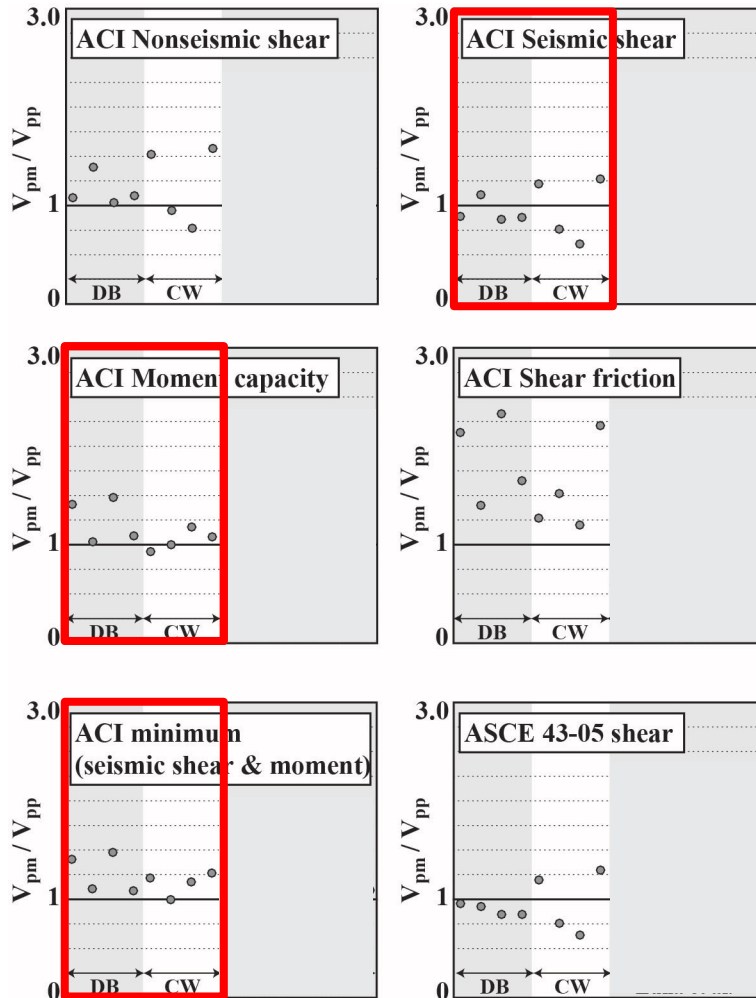 3.0
ACI Nonseismic shear
Vpm / Vpp
1
0
DB
CW
3.0
ACI Seismic shear
Vpm / Vpp
1
0
DB
CW
3.0
ACI Moment capacity
Vpm / Vpp
1
0
DB
CW
3.0
ACI Shear friction
Vpm / Vpp
1
0
DB
CW
3.0
ACI minimum
(seismic shear & moment)
Vpm / Vpp
1
0
DB
CW
3.0
ASCE 43-05 shear
Vpm / Vpp
1
0
DB
CW